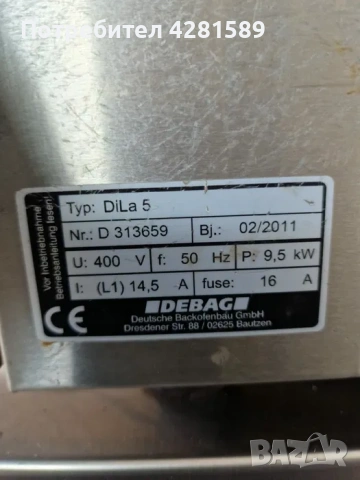 Потребител 4281589
Vor Inbetriebnahme
Betriebsanleitung lesen!
Typ: DiLa 5
Nr.: D 313659 Bj.: 02/2011
U: 400 V f: 50 Hz P: 9,5 kW
I: (L1) 14,5 A fuse: 16 A
CE DEBAG
Deutsche Backofenbau GmbH
Dresdener Str. 88 / 02625 Bautzen
BAZAR